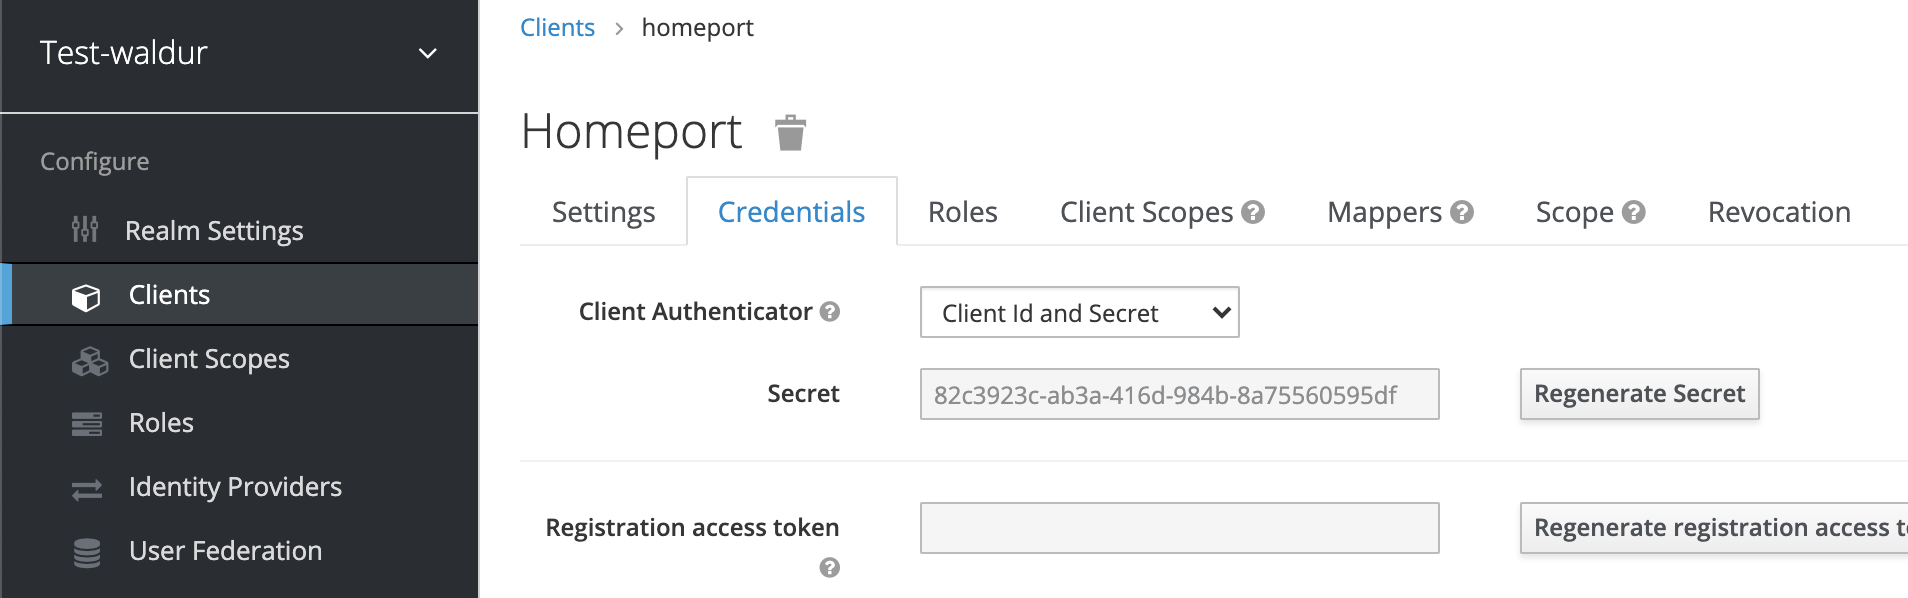 Test-waldur
Configure
Realm Settings
Clients
Client Scopes
Roles
Identity Providers
User Federation
Clients > homeport
Homeport
Settings Credentials Roles Client Scopes ? Mappers ? Scope ? Revocation
Client Authenticator ? Client Id and Secret
Secret 82c3923c-ab3a-416d-984b-8a75560595df Regenerate Secret
Registration access token Regenerate registration access t
?